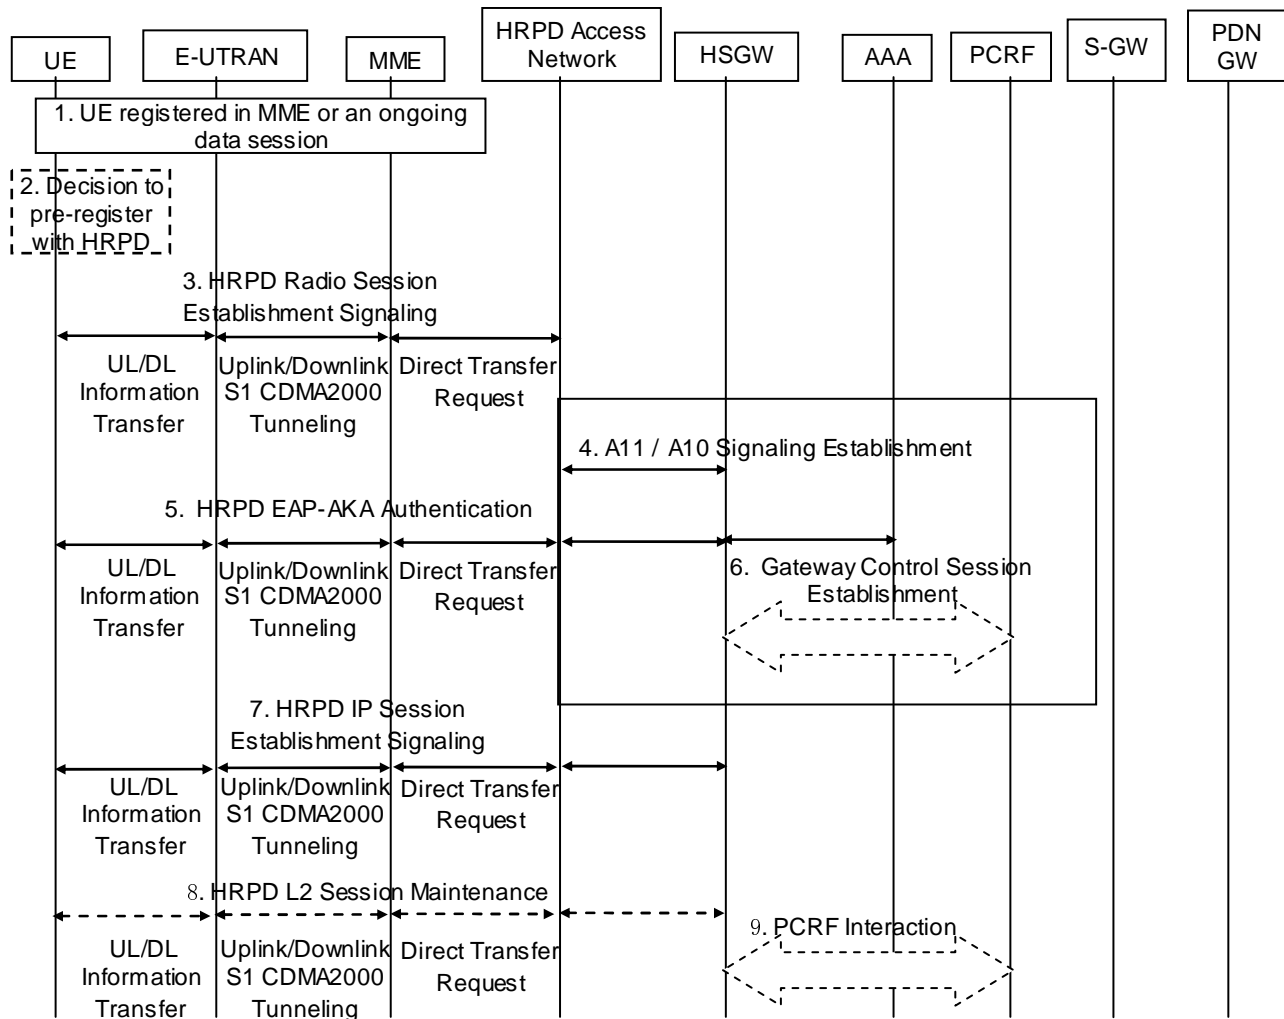 UE
E-UTRAN
MME
HRPD Access
Network
HSGW
AAA
PCRF
S-GW
PDN
GW
1. UE registered in MME or an ongoing
data session
2. Decision to
pre-register
with HRPD
3. HRPD Radio Session
Establishment Signaling
UL/DL
Information
Transfer
Uplink/Downlink
S1 CDMA2000
Tunneling
Direct Transfer
Request
4. A11 / A10 Signaling Establishment
5. HRPD EAP-AKA Authentication
UL/DL
Information
Transfer
Uplink/Downlink
S1 CDMA2000
Tunneling
Direct Transfer
Request
6. Gateway Control Session
Establishment
7. HRPD IP Session
Establishment Signaling
UL/DL
Information
Transfer
Uplink/Downlink
S1 CDMA2000
Tunneling
Direct Transfer
Request
8. HRPD L2 Session Maintenance
9. PCRF Interaction
UL/DL
Information
Transfer
Uplink/Downlink
S1 CDMA2000
Tunneling
Direct Transfer
Request